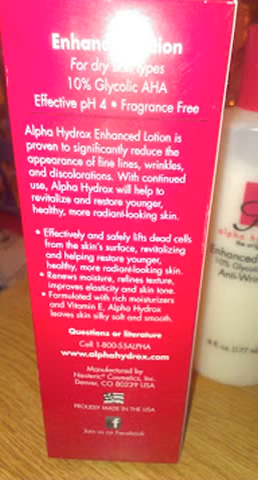 Enhanced Lotion
For dry skin types
10% Glycolic AHA
Effective pH 4 • Fragrance Free
Alpha Hydrox Enhanced Lotion is
proven to significantly reduce the
appearance of fine lines, wrinkles,
and discolorations. With continued
use, Alpha Hydrox will help to
revitalize and restore younger,
healthy, more radiant-looking skin.
• Effectively and safely lifts dead cells
from the skin's surface, revitalizing
and helping restore younger,
healthy, more radiant-looking skin.
• Renews moisture, refines texture,
improves elasticity and skin tone.
• Formulated with rich moisturizers
and Vitamin E, Alpha Hydrox
leaves skin silky soft and smooth.
Questions or literature
Call 1-800-55ALPHA
www.alphahydrox.com
Manufactured by
Neoteric® Cosmetics, Inc.
Denver, CO 80239 USA
PROUDLY MADE IN THE USA
f
Join us on Facebook
alpha hy
Enhanced
10% Glycolic
Anti-Wri
6 fl oz (177 ml